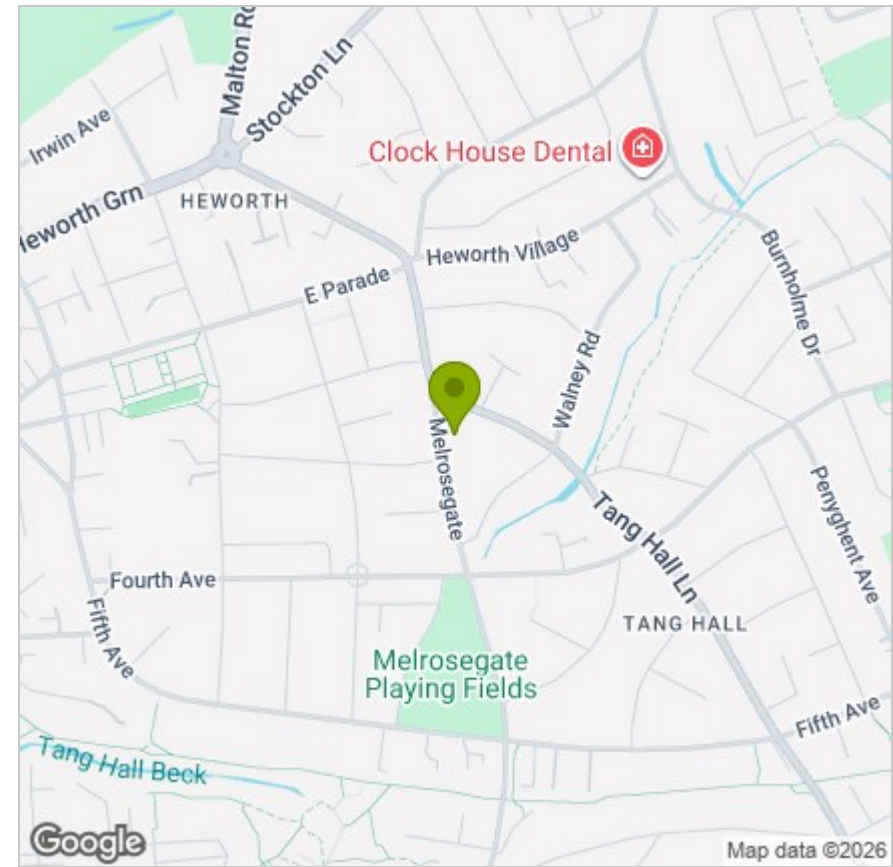 Malton Rd
Stockton Ln
Irwin Ave
Clock House Dental
Heworth Grn
HEWORTH
Heworth Village
E Parade
Burnholme Dr
Walney Rd
Melrosegate
Penyghent Ave
Tang Hall Ln
Fourth Ave
Fifth Ave
TANG HALL
Melrosegate
Playing Fields
Fifth Ave
Tang Hall Beck
Google
Map data ©2026